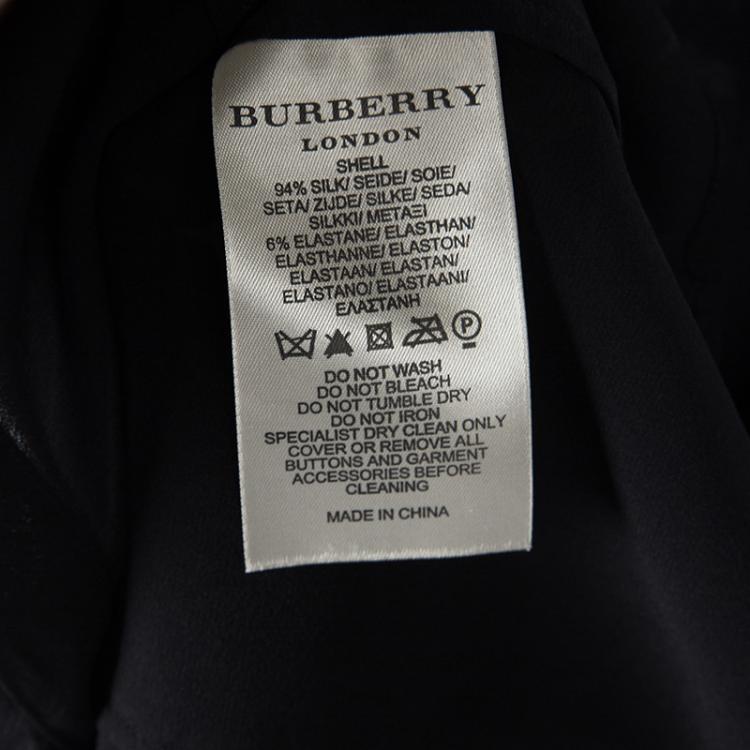 BURBERRY
LONDON
SHELL
94% SILK/ SEIDE/ SOIE/
SETA/ ZIJDE/ SILKE/ SEDA/
SILKKI/ ΜΕΤΑΞΙ
6% ELASTANE/ ELASTHAN/
ELASTHANNE/ ELASTON/
ELASTAAN/ ELASTAN/
ELASTANO/ ELASTAANI/
ΕΛΑΣΤΑΝΗ
P
DO NOT WASH
DO NOT BLEACH
DO NOT TUMBLE DRY
DO NOT IRON
SPECIALIST DRY CLEAN ONLY
COVER OR REMOVE ALL
BUTTONS AND GARMENT
ACCESSORIES BEFORE
CLEANING
MADE IN CHINA